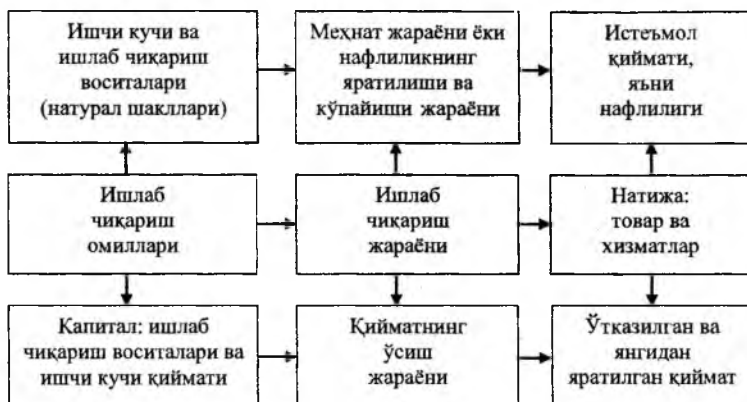 Ишчи кучи ва
ишлаб чиқариш
воситалари
(натурал шакллари)
Меҳнат жараёни ёки
нафлиликнинг
яратилиши ва
кўпайиши жараёни
Истеъмол
қиймати,
яъни
нафлилиги
Ишлаб
чиқариш
омиллари
Ишлаб
чиқариш
жараёни
Натижа:
товар ва
хизматлар
Капитал: ишлаб
чиқариш воситалари ва
ишчи кучи қиймати
Қийматнинг
ўсиш
жараёни
Ўтказилган ва
янгидан
яратилган қиймат